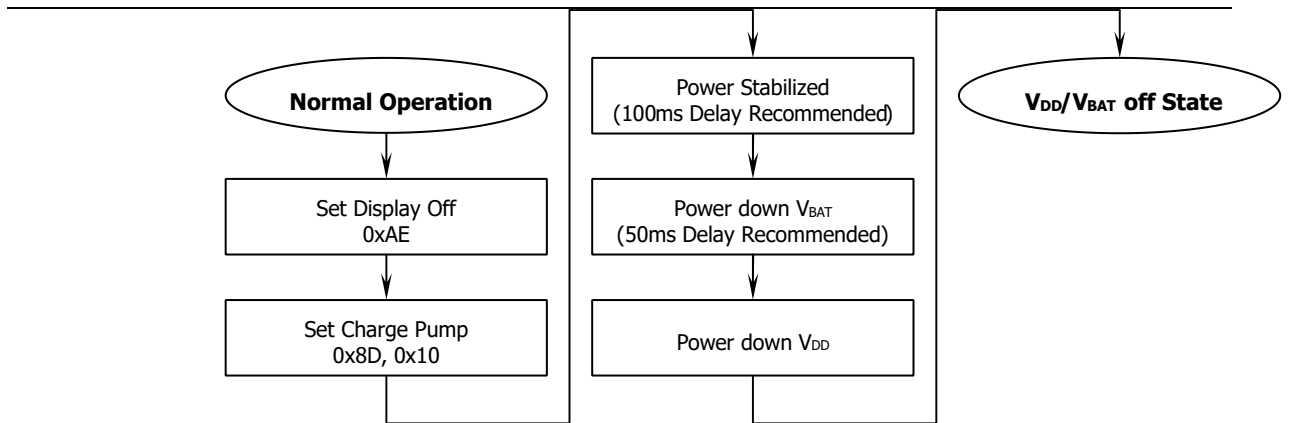 Normal Operation
Set Display Off
0xAE
Set Charge Pump
0x8D, 0x10
Power Stabilized
(100ms Delay Recommended)
Power down VBAT
(50ms Delay Recommended)
Power down VDD
VDD/VBAT off State